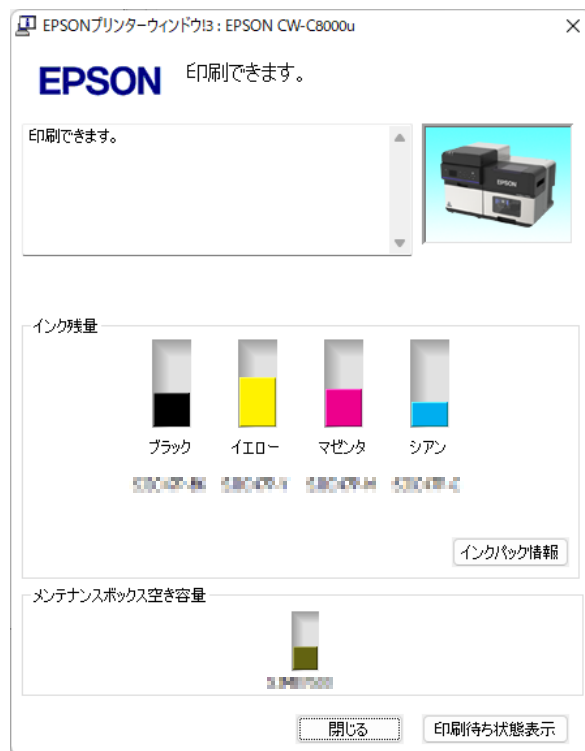 EPSONプリンターウィンドウ!3 : EPSON CW-C8000u
EPSON
印刷できます。
印刷できます。
EPSON
インク残量
ブラック イエロー マゼンタ シアン
インクパック情報
メンテナンスボックス空き容量
閉じる 印刷待ち状態表示